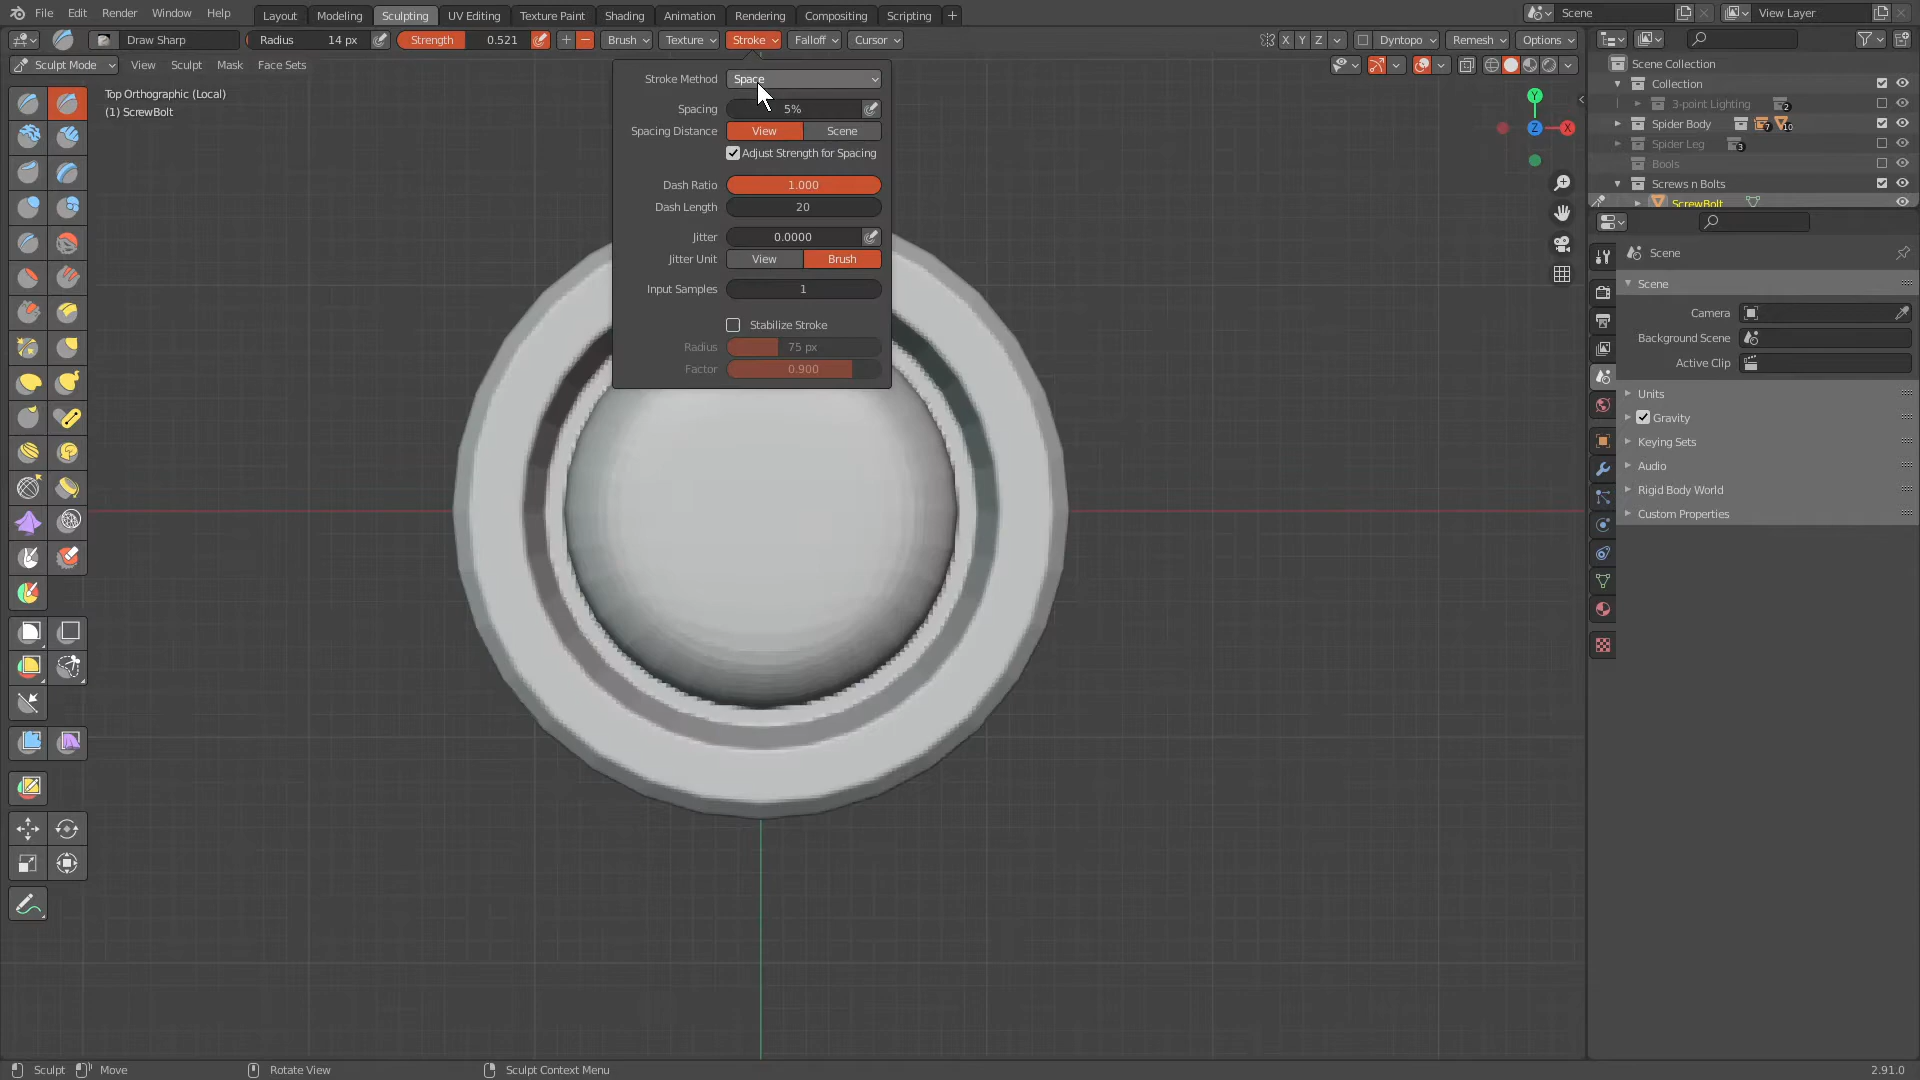 File Edit Render Window Help Layout Modeling Sculpting UV Editing Texture Paint Shading Animation Rendering Compositing Scripting Scene View Layer
Draw Sharp Radius 14 px Strength 0.521 Brush Texture Stroke Falloff Cursor X Y Z Dyntopo Remesh Options
Sculpt Mode View Sculpt Mask Face Sets
Top Orthographic (Local)
(1) ScrewBolt
Stroke Method Space
Spacing 5%
Spacing Distance View Scene
Adjust Strength for Spacing
Dash Ratio 1.000
Dash Length 20
Jitter 0.0000
Jitter Unit View Brush
Input Samples 1
Stabilize Stroke
Radius 75 px
Factor 0.900
Y
Z X
Scene Collection
Collection
3-point Lighting 2
Spider Body 7 10
Spider Leg 3
Bools
Screws n Bolts
ScrewBolt
Scene
Scene
Camera
Background Scene
Active Clip
Units
Gravity
Keying Sets
Audio
Rigid Body World
Custom Properties
Sculpt Move Rotate View Sculpt Context Menu 2.91.0